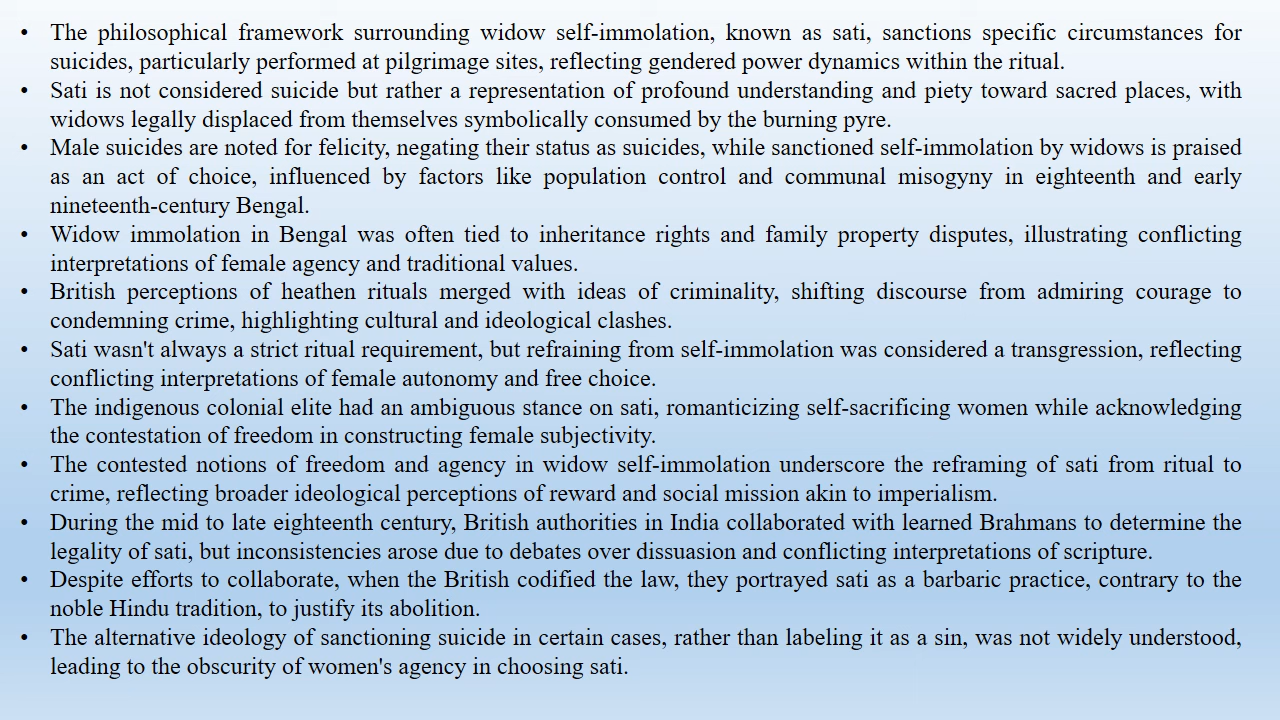 • The philosophical framework surrounding widow self-immolation, known as sati, sanctions specific circumstances for
suicides, particularly performed at pilgrimage sites, reflecting gendered power dynamics within the ritual.
• Sati is not considered suicide but rather a representation of profound understanding and piety toward sacred places, with
widows legally displaced from themselves symbolically consumed by the burning pyre.
• Male suicides are noted for felicity, negating their status as suicides, while sanctioned self-immolation by widows is praised
as an act of choice, influenced by factors like population control and communal misogyny in eighteenth and early
nineteenth-century Bengal.
• Widow immolation in Bengal was often tied to inheritance rights and family property disputes, illustrating conflicting
interpretations of female agency and traditional values.
• British perceptions of heathen rituals merged with ideas of criminality, shifting discourse from admiring courage to
condemning crime, highlighting cultural and ideological clashes.
• Sati wasn't always a strict ritual requirement, but refraining from self-immolation was considered a transgression, reflecting
conflicting interpretations of female autonomy and free choice.
• The indigenous colonial elite had an ambiguous stance on sati, romanticizing self-sacrificing women while acknowledging
the contestation of freedom in constructing female subjectivity.
• The contested notions of freedom and agency in widow self-immolation underscore the reframing of sati from ritual to
crime, reflecting broader ideological perceptions of reward and social mission akin to imperialism.
• During the mid to late eighteenth century, British authorities in India collaborated with learned Brahmans to determine the
legality of sati, but inconsistencies arose due to debates over dissuasion and conflicting interpretations of scripture.
• Despite efforts to collaborate, when the British codified the law, they portrayed sati as a barbaric practice, contrary to the
noble Hindu tradition, to justify its abolition.
• The alternative ideology of sanctioning suicide in certain cases, rather than labeling it as a sin, was not widely understood,
leading to the obscurity of women's agency in choosing sati.